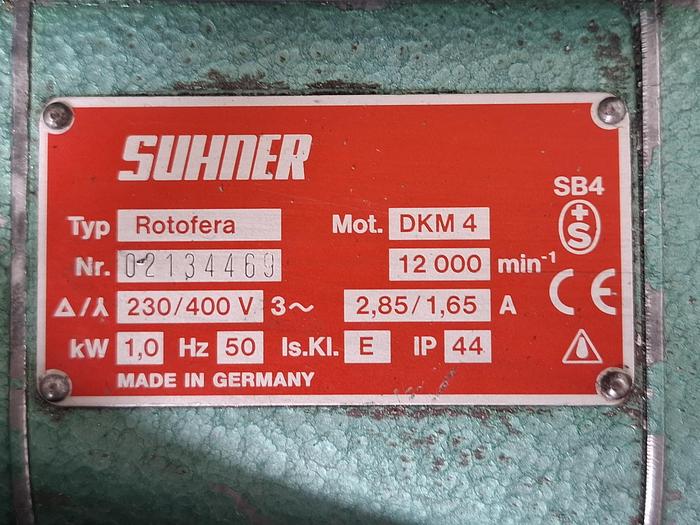 SUHNER
SB4
+S
Typ Rotofera Mot. DKM 4
Nr. 02134469 12 000 min⁻¹
Δ/⅄ 230/400 V 3~ 2,85/1,65 A
CE
kW 1,0 Hz 50 Is.Kl. E IP 44
MADE IN GERMANY